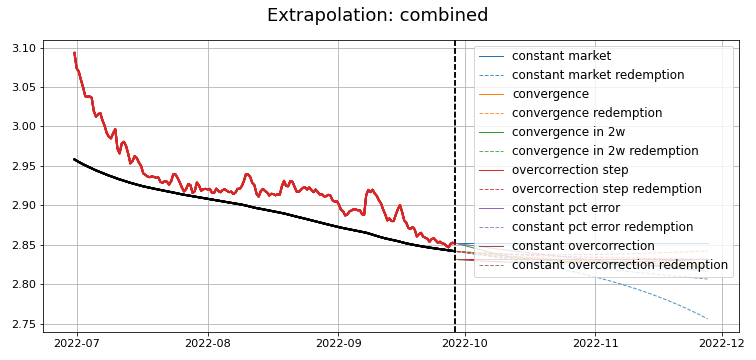 Extrapolation: combined
3.10
3.05
3.00
2.95
2.90
2.85
2.80
2.75
constant market
constant market redemption
convergence
convergence redemption
convergence in 2w
convergence in 2w redemption
overcorrection step
overcorrection step redemption
constant pct error
constant pct error redemption
constant overcorrection
constant overcorrection redemption
2022-07 2022-08 2022-09 2022-10 2022-11 2022-12